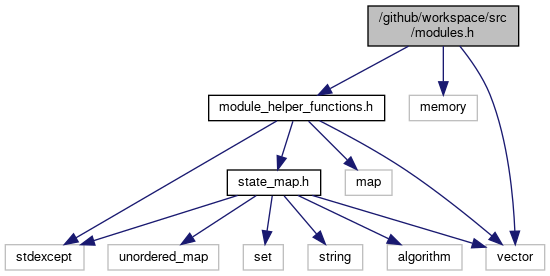 /github/workspace/src
/modules.h
module_helper_functions.h
memory
state_map.h
map
stdexcept
unordered_map
set
string
algorithm
vector